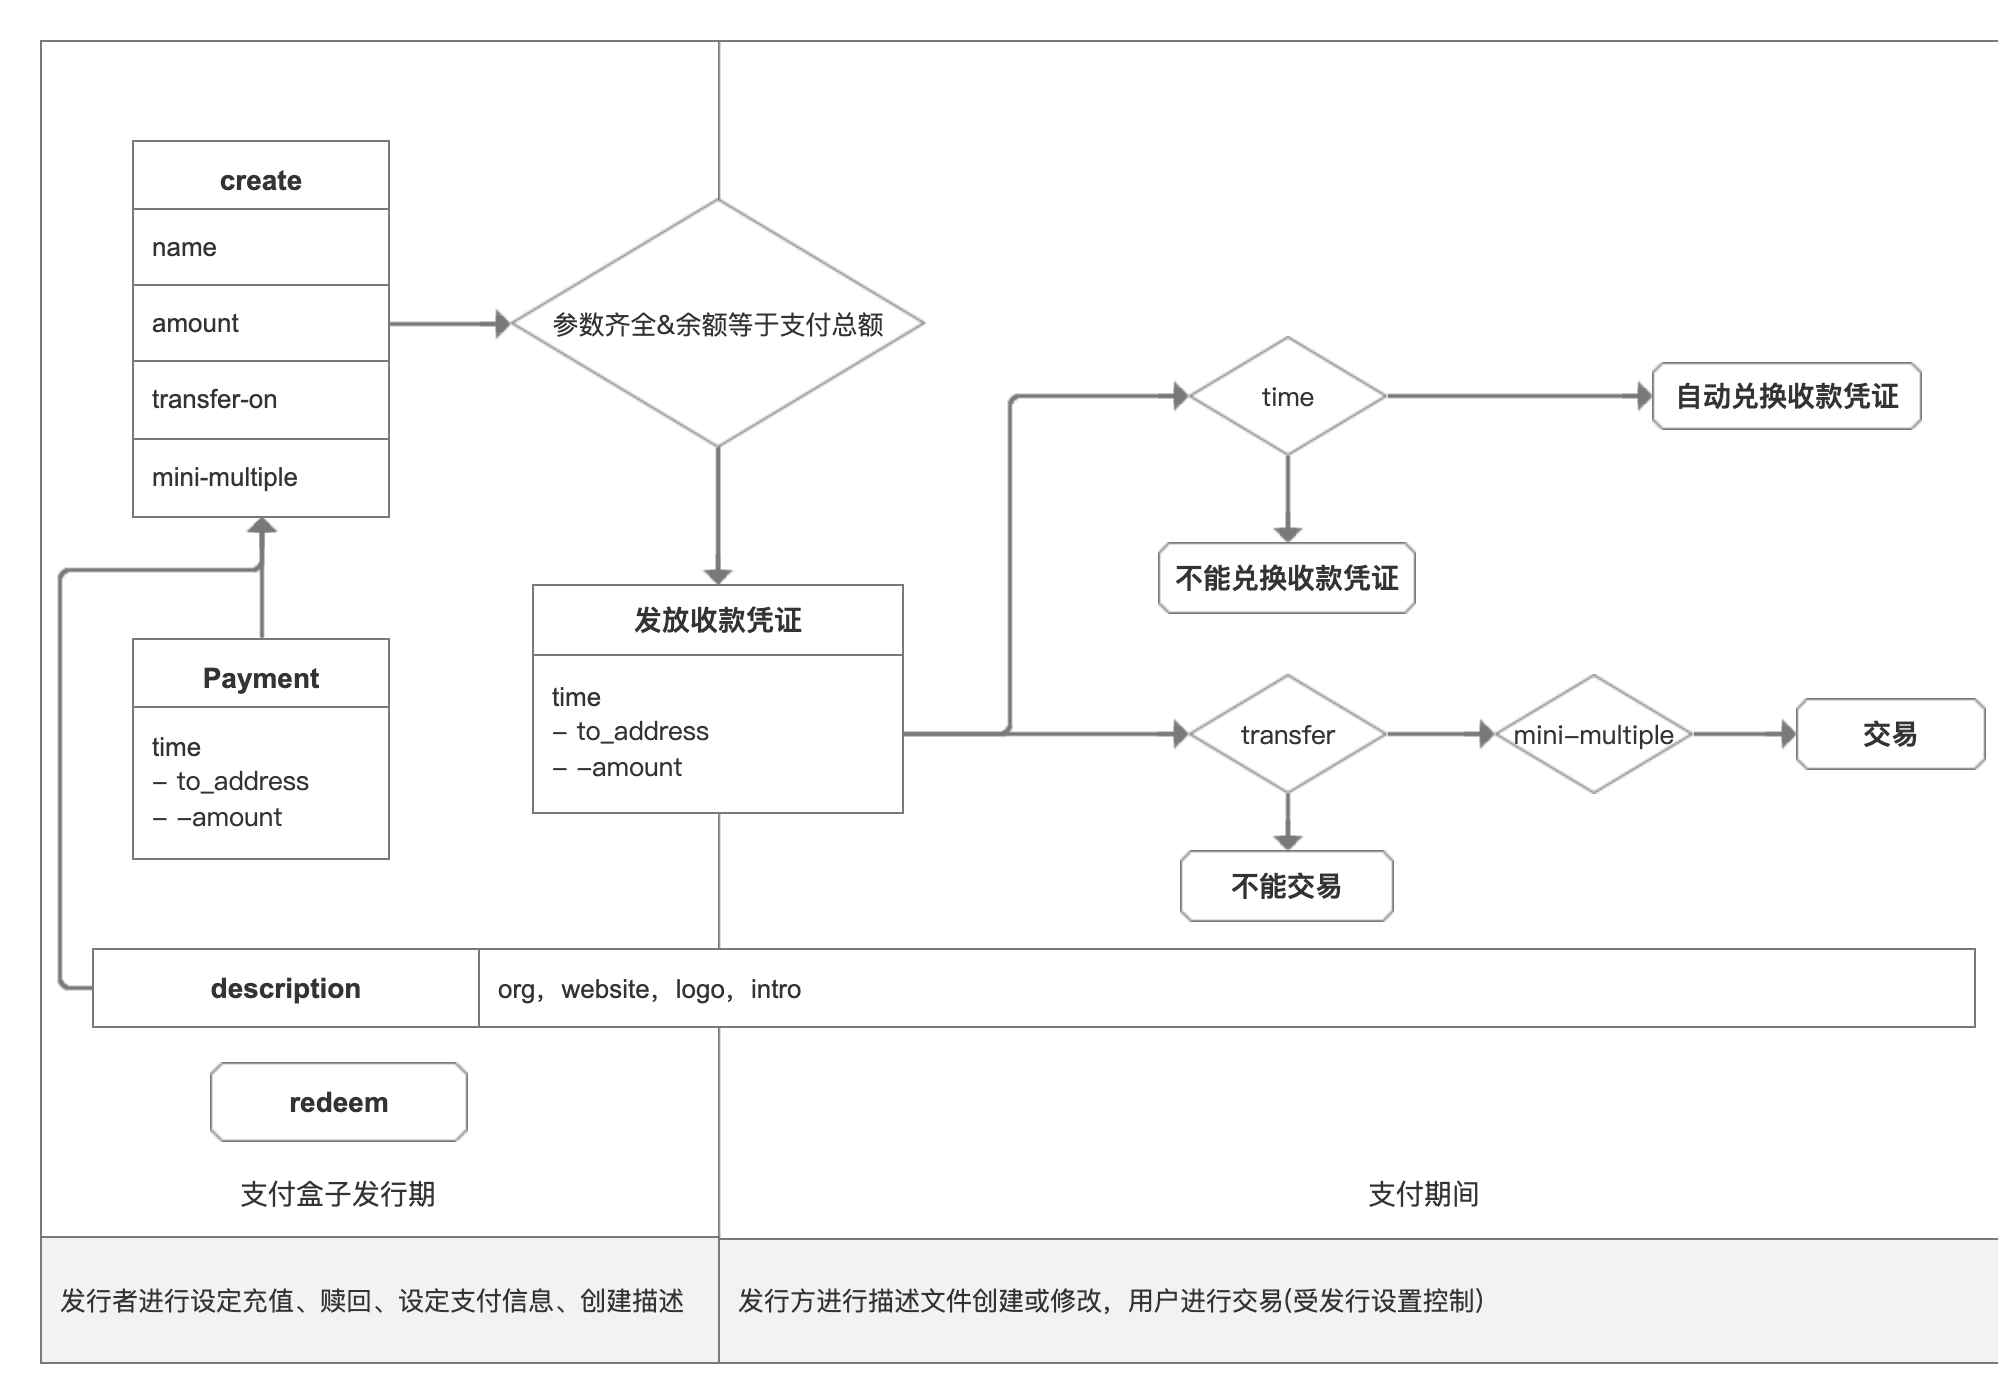 create
name
amount
transfer-on
mini-multiple
参数齐全&余额等于支付总额
Payment
time
– to_address
– –amount
发放收款凭证
time
– to_address
– –amount
time
自动兑换收款凭证
不能兑换收款凭证
transfer
mini–multiple
交易
不能交易
description
org，website，logo，intro
redeem
支付盒子发行期
支付期间
发行者进行设定充值、赎回、设定支付信息、创建描述
发行方进行描述文件创建或修改，用户进行交易(受发行设置控制)